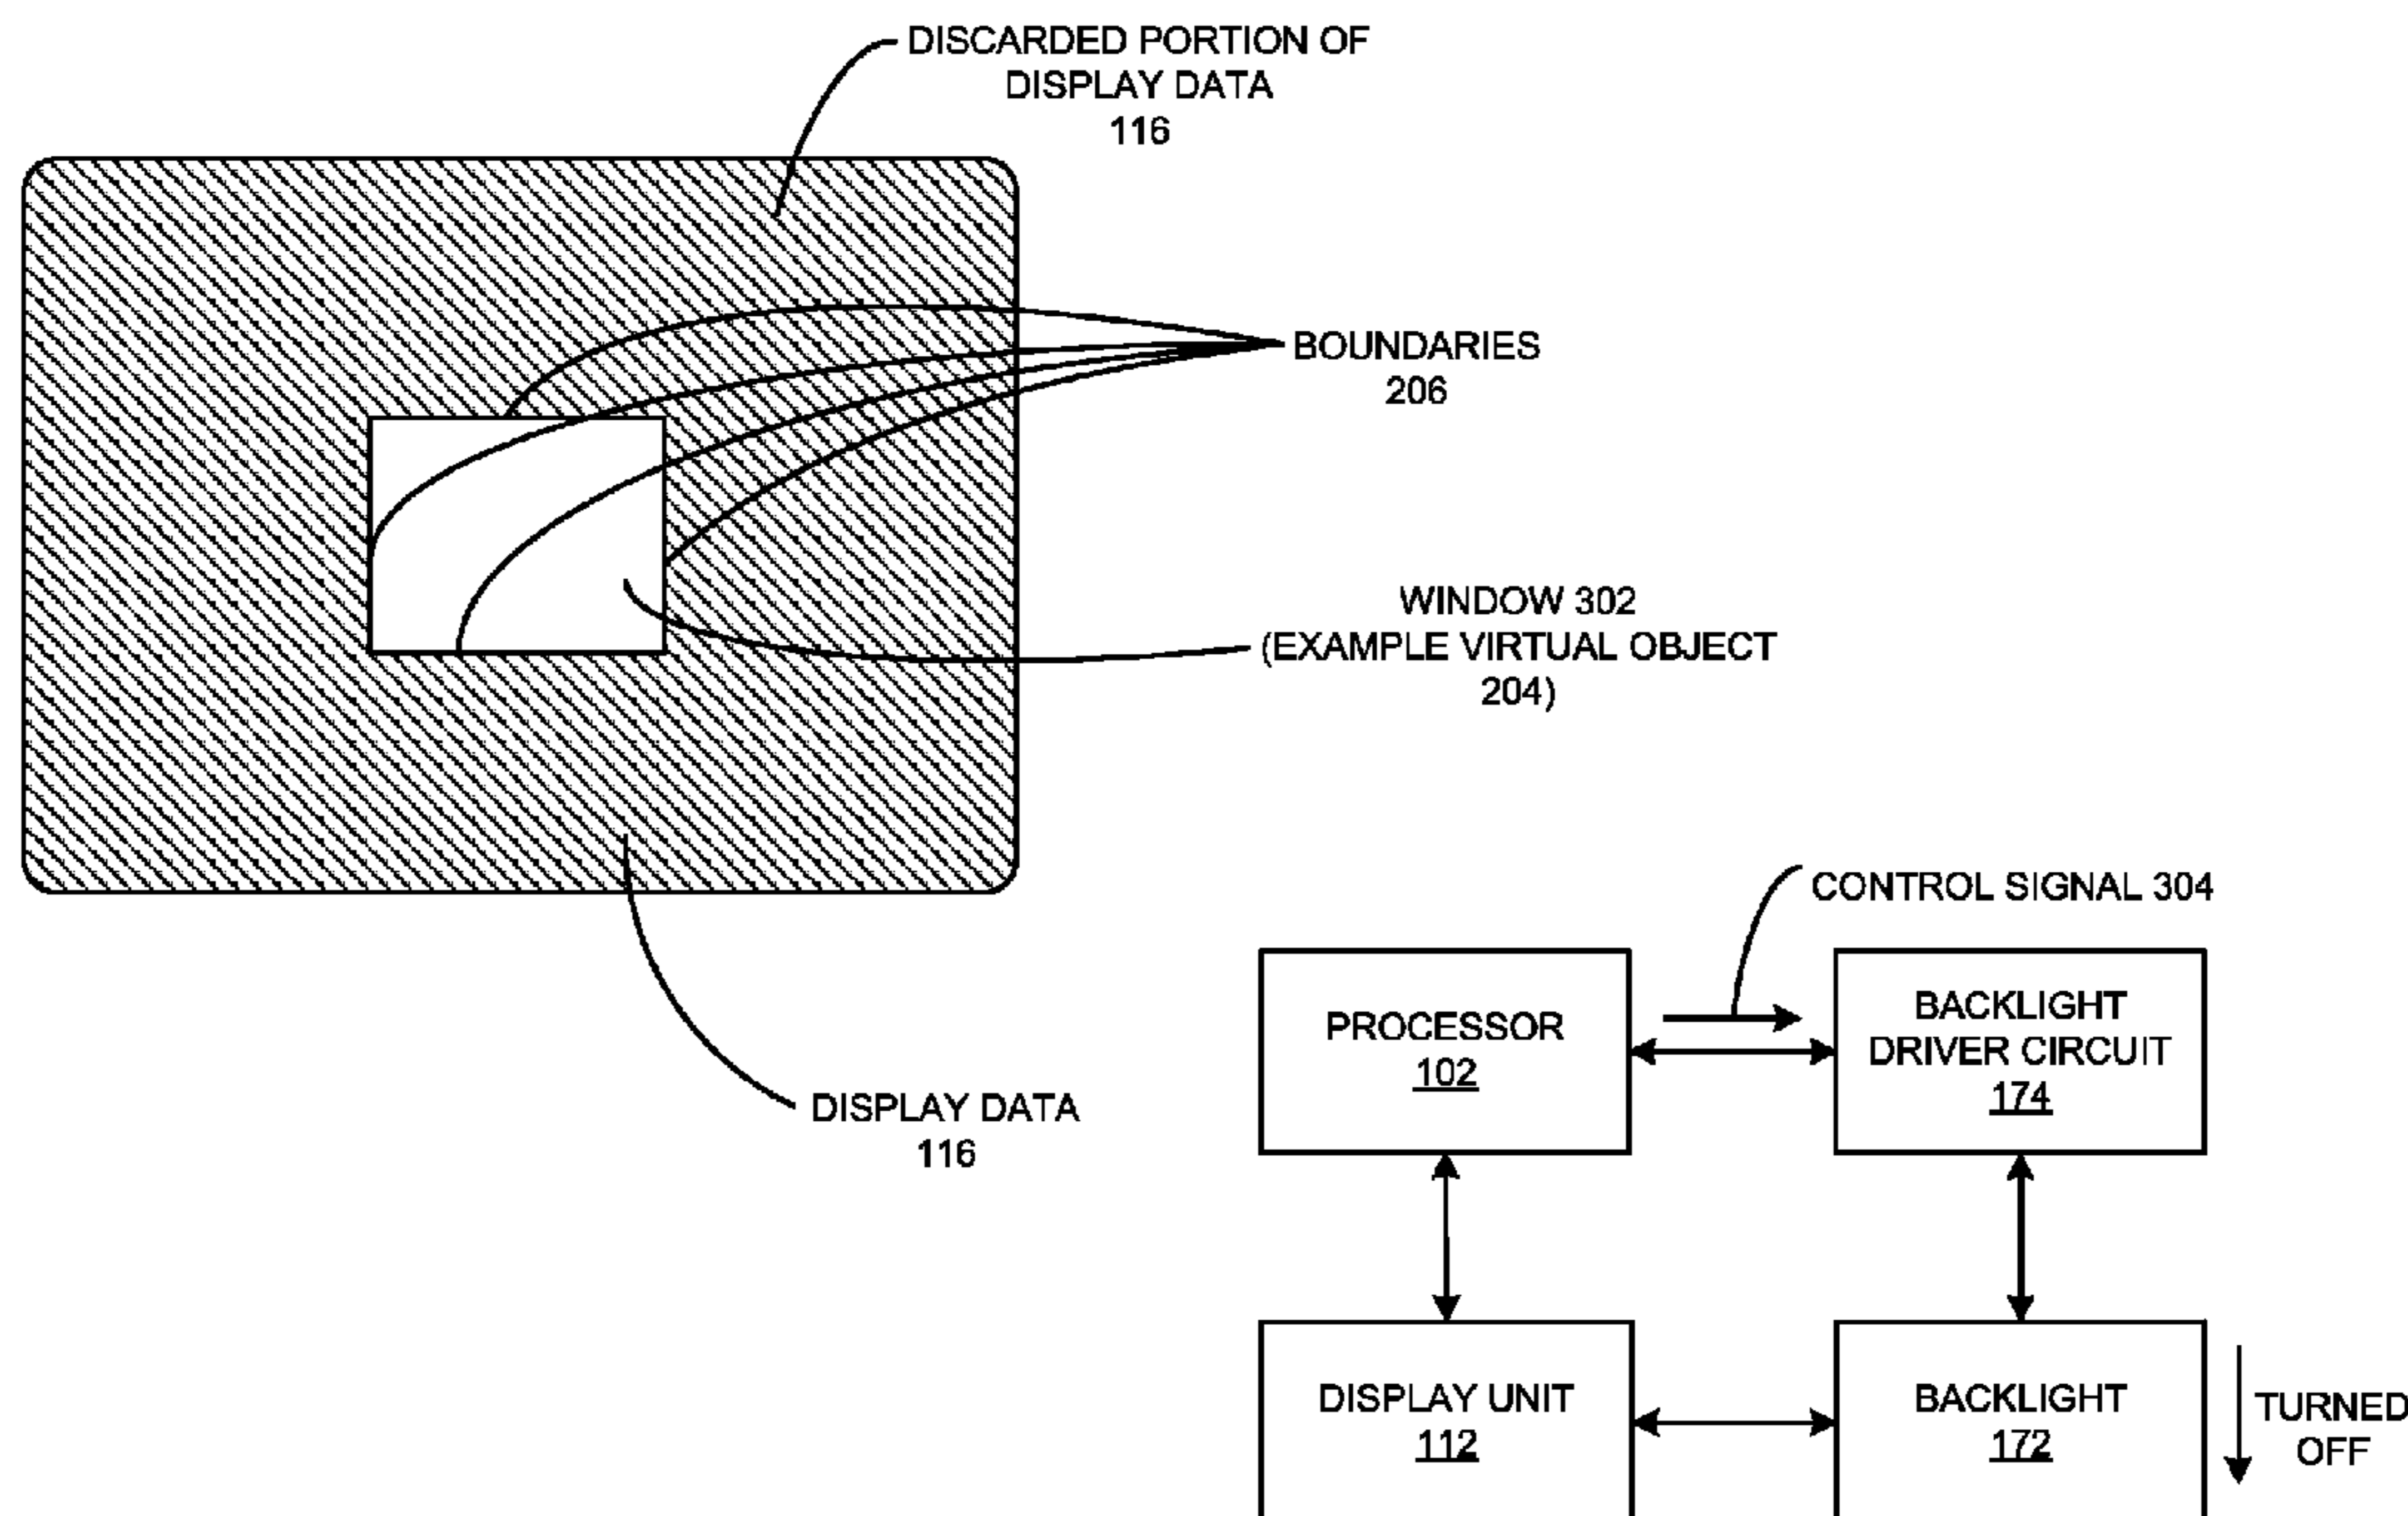 DISCARDED PORTION OF
DISPLAY DATA
116
BOUNDARIES
206
WINDOW 302
(EXAMPLE VIRTUAL OBJECT
204)
DISPLAY DATA
116
CONTROL SIGNAL 304
PROCESSOR
102
BACKLIGHT
DRIVER CIRCUIT
174
DISPLAY UNIT
112
BACKLIGHT
172
TURNED
OFF